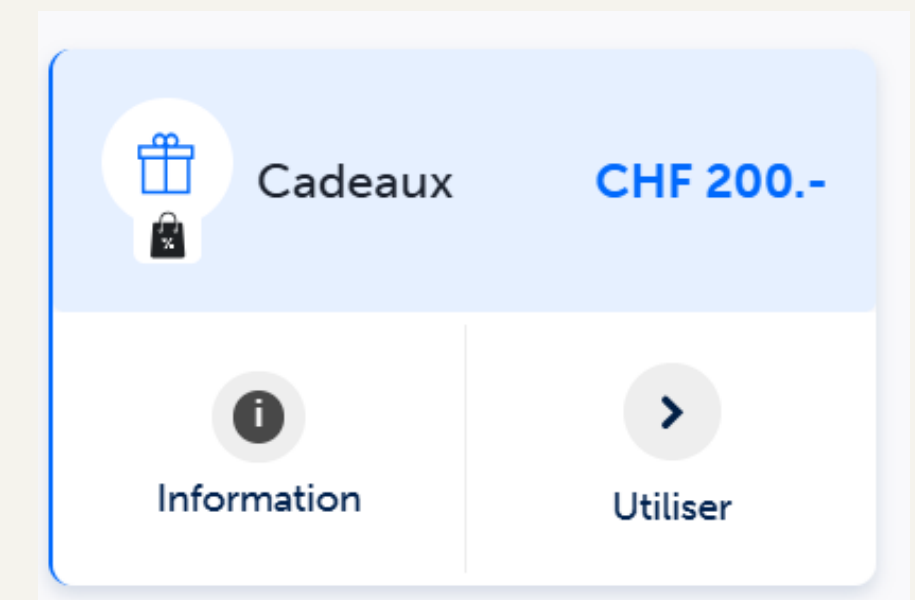 Cadeaux CHF 200.-
%
i
Information
Utiliser